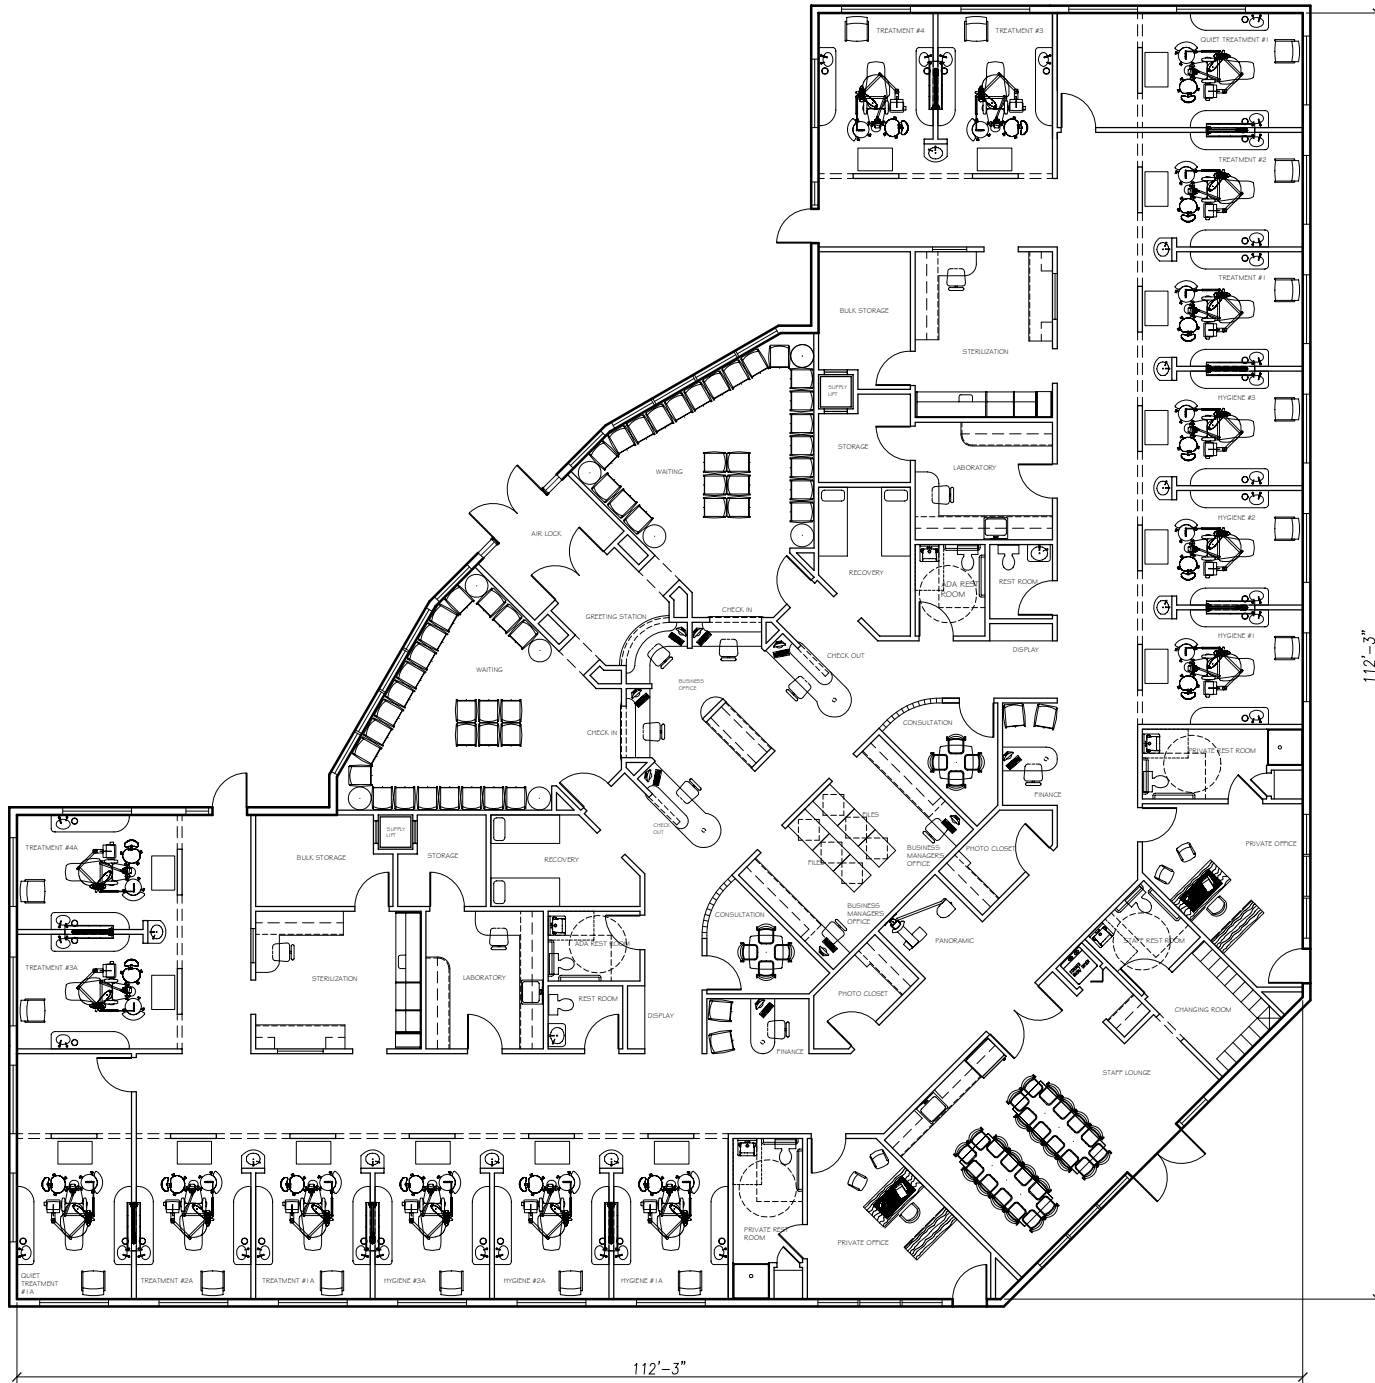 TREATMENT #4
TREATMENT #3
QUIET TREATMENT #1
TREATMENT #2
TREATMENT #1
BULK STORAGE
STERILIZATION
SUPPLY
LIFT
HYGIENE #3
STORAGE
WAITING
LABORATORY
HYGIENE #2
AIR LOCK
RECOVERY
ADA REST
ROOM
REST ROOM
GREETING STATION
CHECK IN
HYGIENE #1
CHECK OUT
DISPLAY
112'-3"
WAITING
BUSINESS
OFFICE
CHECK IN
CONSULTATION
PRIVATE REST ROOM
FINANCE
FILES
CHECK
OUT
SUPPLY
LIFT
TREATMENT #4A
BULK STORAGE
STORAGE
RECOVERY
FILES
BUSINESS
MANAGER'S
OFFICE
PHOTO CLOSET
PRIVATE OFFICE
CONSULTATION
BUSINESS
MANAGER'S
OFFICE
PANORAMIC
STAFF REST ROOM
TREATMENT #3A
STERILIZATION
LABORATORY
ADA REST ROOM
REST ROOM
PHOTO CLOSET
CHANGING ROOM
DISPLAY
FINANCE
STAFF LOUNGE
QUIET
TREATMENT
#1A
TREATMENT #2A
TREATMENT #1A
HYGIENE #3A
HYGIENE #2A
HYGIENE #1A
PRIVATE REST
ROOM
PRIVATE OFFICE
112'-3"